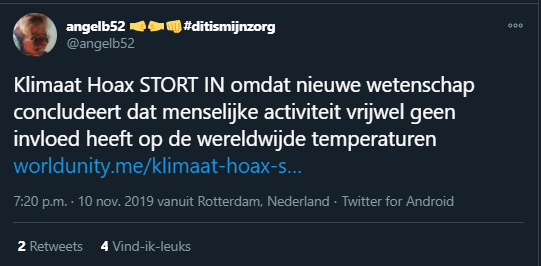 angelb52 🤜🤛👊#ditismijnzorg
@angelb52
Klimaat Hoax STORT IN omdat nieuwe wetenschap
concludeert dat menselijke activiteit vrijwel geen
invloed heeft op de wereldwijde temperaturen
worldunity.me/klimaat-hoax-s...
7:20 p.m. · 10 nov. 2019 vanuit Rotterdam, Nederland · Twitter for Android
2 Retweets 4 Vind-ik-leuks